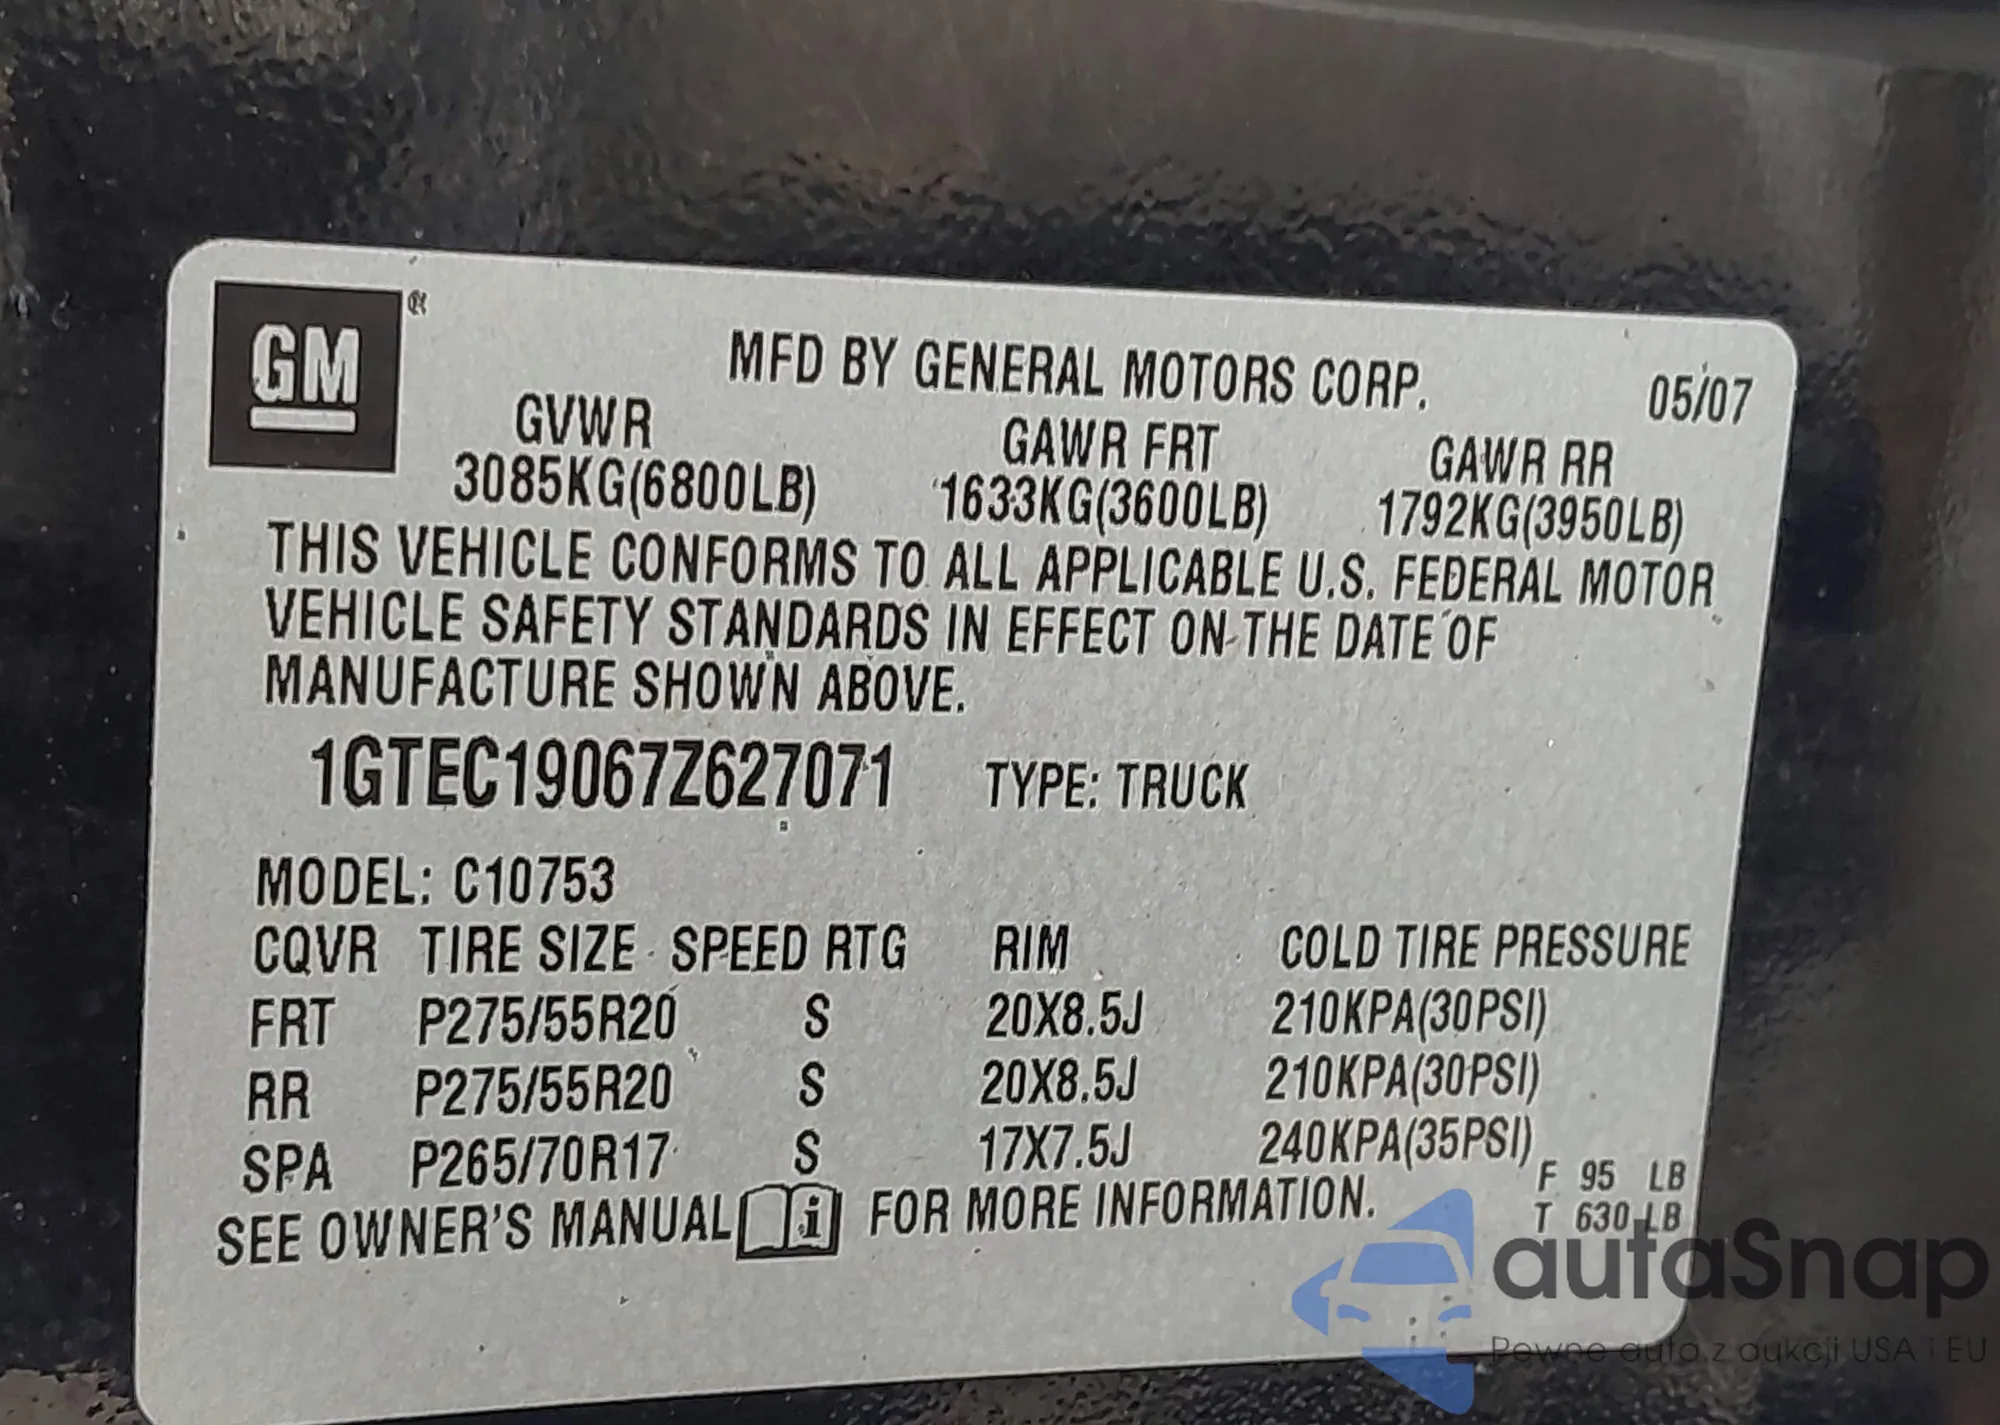 GM®
MFD BY GENERAL MOTORS CORP.
05/07
GVWR GAWR FRT GAWR RR
3085KG(6800LB) 1633KG(3600LB) 1792KG(3950LB)
THIS VEHICLE CONFORMS TO ALL APPLICABLE U.S. FEDERAL MOTOR
VEHICLE SAFETY STANDARDS IN EFFECT ON THE DATE OF
MANUFACTURE SHOWN ABOVE.
1GTEC19067Z627071 TYPE: TRUCK
MODEL: C10753
CQVR TIRE SIZE SPEED RTG RIM COLD TIRE PRESSURE
FRT P275/55R20 S 20X8.5J 210KPA(30PSI)
RR P275/55R20 S 20X8.5J 210KPA(30PSI)
SPA P265/70R17 S 17X7.5J 240KPA(35PSI)
F 95 LB
T 630 LB
SEE OWNER'S MANUAL i FOR MORE INFORMATION.
autaSnap
Pewne auta z aukcji USA i EU